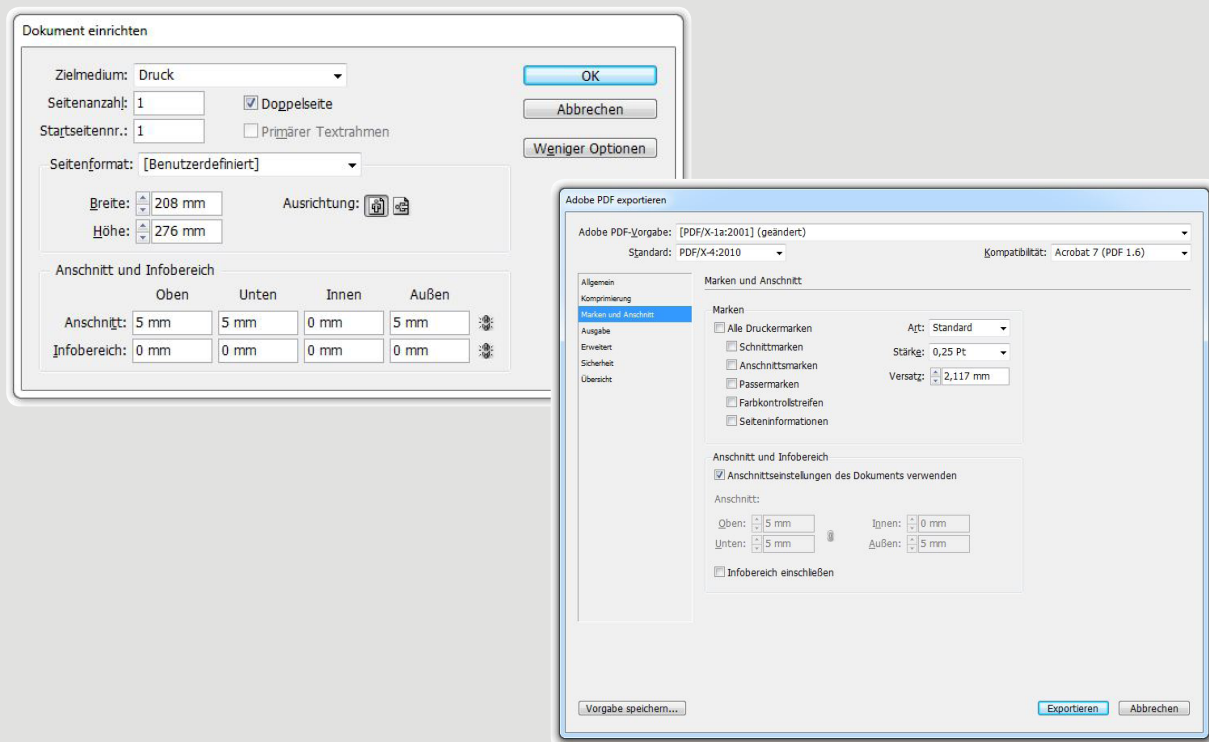 Dokument einrichten
Zielmedium: Druck
OK
Seitenanzahl: 1
Doppelseite
Abbrechen
Startseitennr.: 1
Primärer Textrahmen
Weniger Optionen
Seitenformat: [Benutzerdefiniert]
Breite: 208 mm
Ausrichtung:
Höhe: 276 mm
Anschnitt und Infobereich
Oben Unten Innen Außen
Anschnitt: 5 mm 5 mm 0 mm 5 mm
Infobereich: 0 mm 0 mm 0 mm 0 mm
Adobe PDF exportieren
Adobe PDF-Vorgabe: [PDF/X-1a:2001] (geändert)
Standard: PDF/X-4:2010
Kompatibilität: Acrobat 7 (PDF 1.6)
Allgemein
Komprimierung
Marken und Anschnitt
Ausgabe
Erweitert
Sicherheit
Übersicht
Marken und Anschnitt
Marken
Alle Druckermarken
Art: Standard
Schnittmarken
Stärke: 0,25 Pt
Anschnittsmarken
Versatz: 2,117 mm
Passermarken
Farbkontrollstreifen
Seiteninformationen
Anschnitt und Infobereich
Anschnittseinstellungen des Dokuments verwenden
Anschnitt:
Oben: 5 mm Innen: 0 mm
Unten: 5 mm Außen: 5 mm
Infobereich einschließen
Vorgabe speichern...
Exportieren
Abbrechen